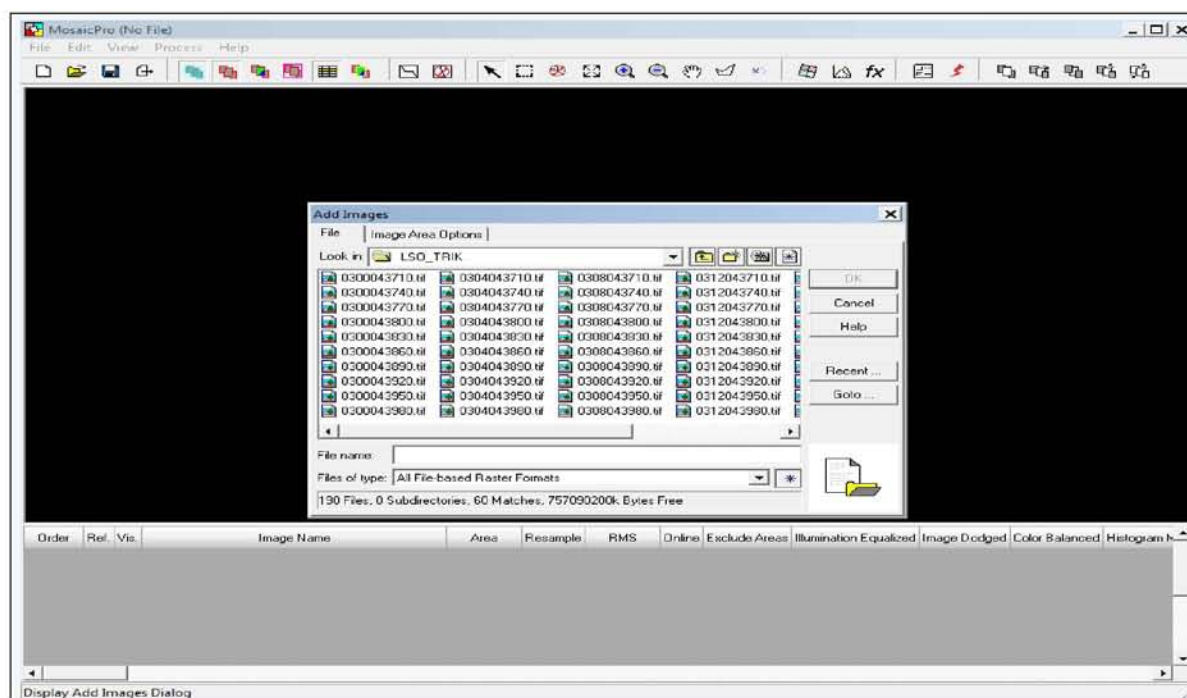 MosaicPro (No File)
File Edit View Process Help
fx
Add Images
File Image Area Options
Look in: LSO_TRIK
0300043710.tif 0304043710.tif 0308043710.tif 0312043710.tif
0300043740.tif 0304043740.tif 0308043740.tif 0312043740.tif
0300043770.tif 0304043770.tif 0308043770.tif 0312043770.tif
0300043800.tif 0304043800.tif 0308043800.tif 0312043800.tif
0300043830.tif 0304043830.tif 0308043830.tif 0312043830.tif
0300043860.tif 0304043860.tif 0308043860.tif 0312043860.tif
0300043890.tif 0304043890.tif 0308043890.tif 0312043890.tif
0300043920.tif 0304043920.tif 0308043920.tif 0312043920.tif
0300043950.tif 0304043950.tif 0308043950.tif 0312043950.tif
0300043980.tif 0304043980.tif 0308043980.tif 0312043980.tif
OK
Cancel
Help
Recent ...
Goto ...
File name:
Files of type: All File-based Raster Formats
190 Files, 0 Subdirectories, 60 Matches, 757090200k Bytes Free
Order Ref. Vis. Image Name Area Resample RMS Online Exclude Areas Illumination Equalized Image Dodged Color Balanced Histogram
Display Add Images Dialog